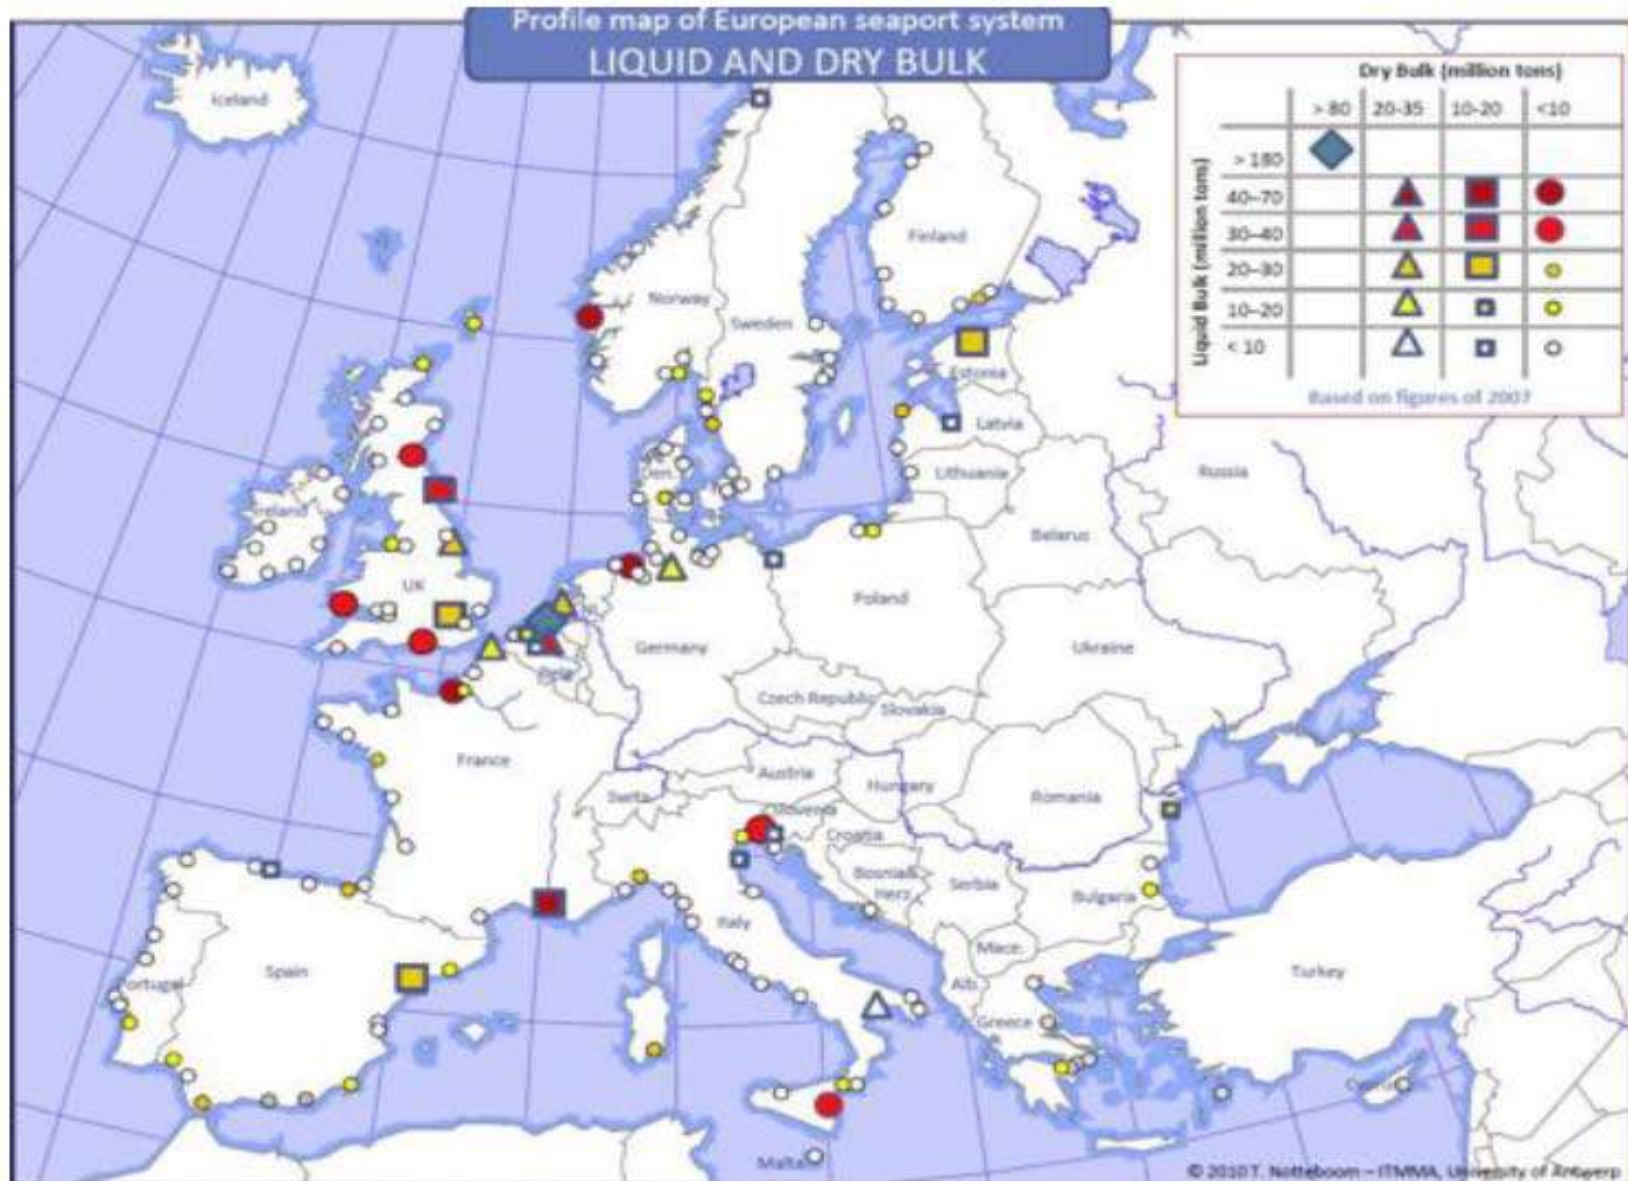 Profile map of European seaport system
LIQUID AND DRY BULK
Dry Bulk (million tons)
> 80 20-35 10-20 <10
Liquid Bulk (million tons)
> 180
40–70
30–40
20–30
10–20
< 10
Based on figures of 2007
Iceland
Finland
Norway
Sweden
Estonia
Latvia
Lithuania
Russia
Den.
Ireland
Belarus
UK
Poland
Germany
Ukraine
Czech Republic
Slovakia
France
Austria
Hungary
Romania
Slovenia
Croatia
Bosnia&
Herz
Serbia
Bulgaria
Italy
Mace.
Spain
Portugal
Alb.
Turkey
Greece
Malta
© 2010 T. Notteboom – ITMMA, University of Antwerp